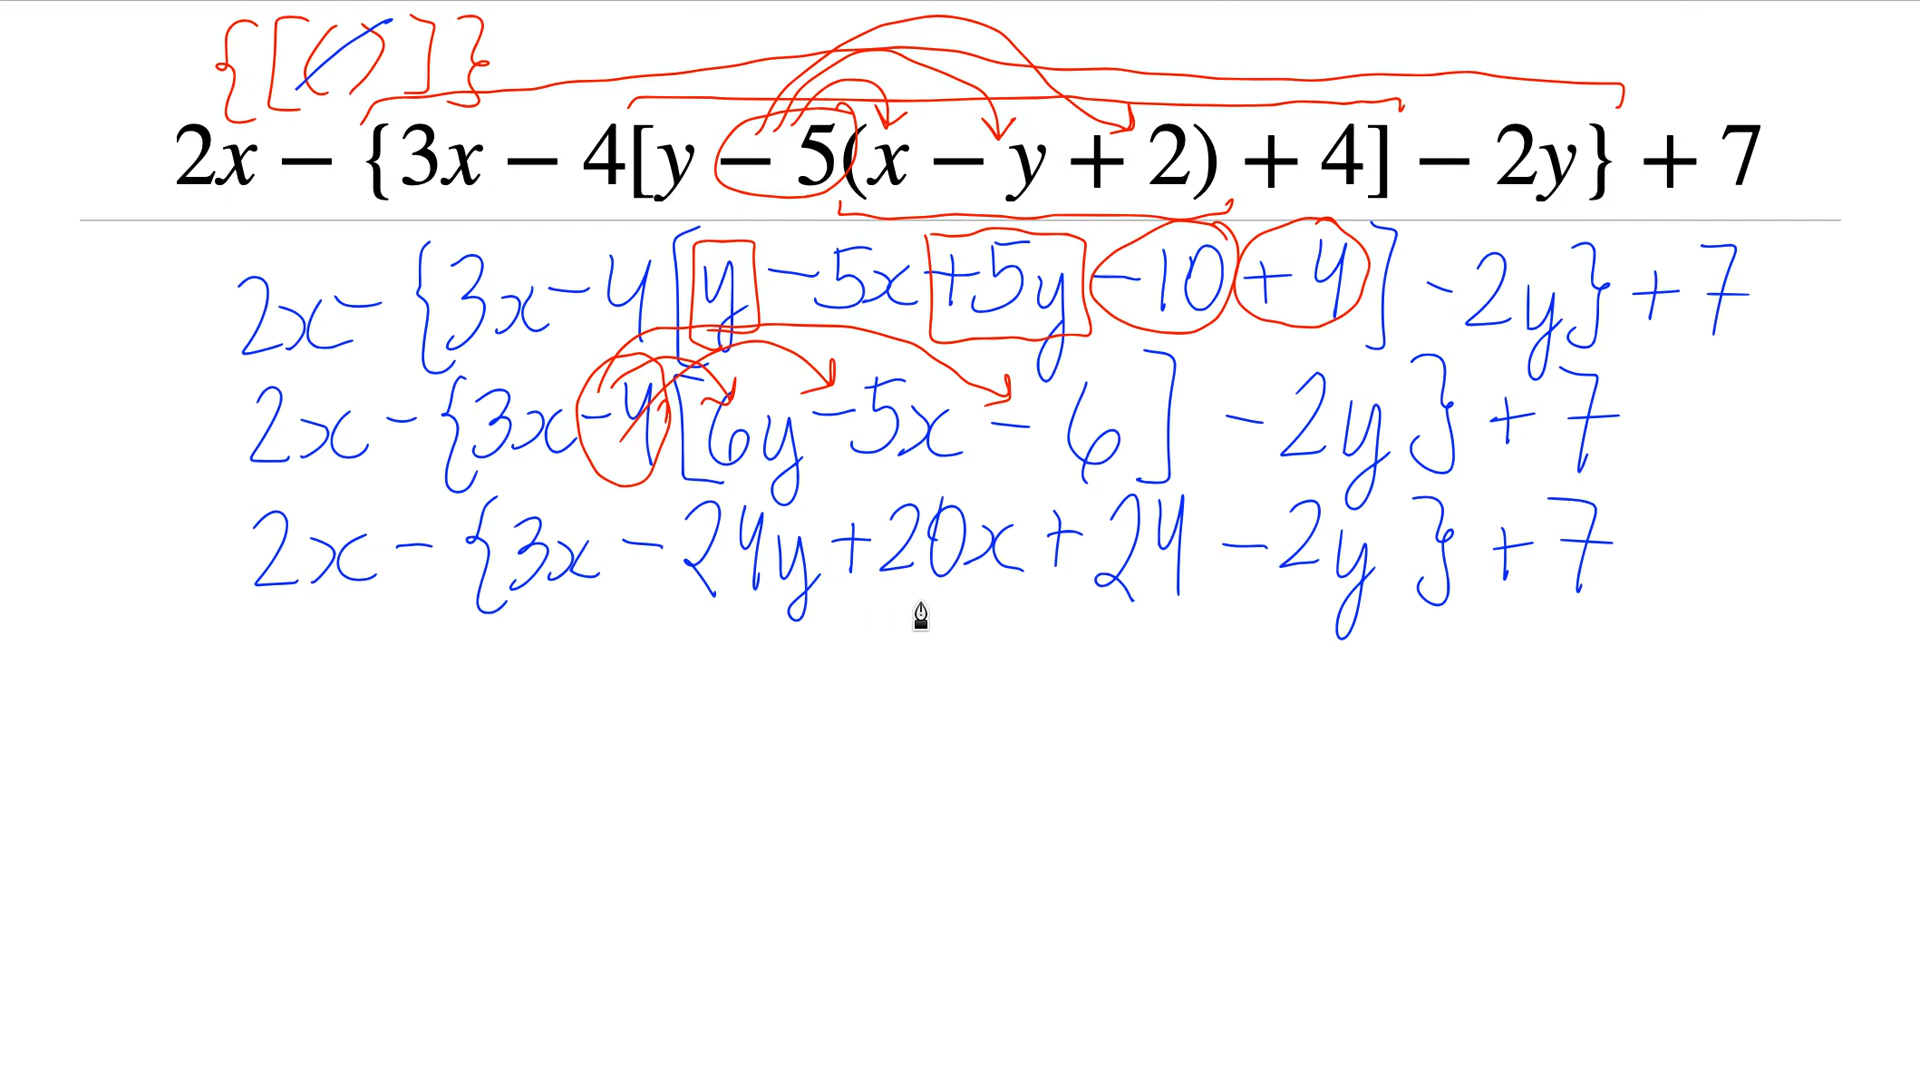 {[()]}
2x − {3x − 4[y − 5(x − y + 2) + 4] − 2y} + 7
2x − {3x − 4[y − 5x + 5y − 10 + 4] − 2y} + 7
2x − {3x − 4[6y − 5x − 6] − 2y} + 7
2x − {3x − 24y + 20x + 24 − 2y} + 7